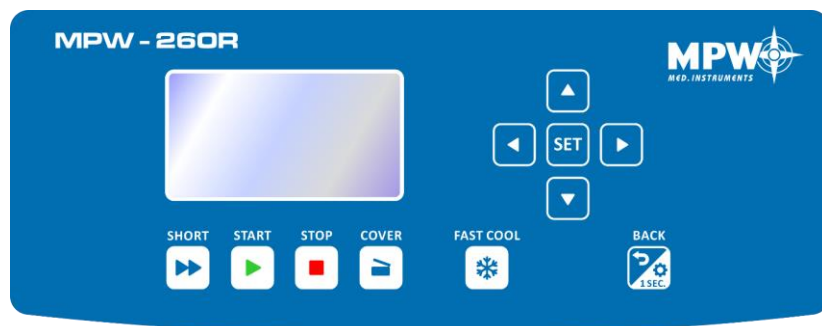 MPW - 260R
MPW
MED. INSTRUMENTS
SET
SHORT START STOP COVER FAST COOL BACK
1 SEC.